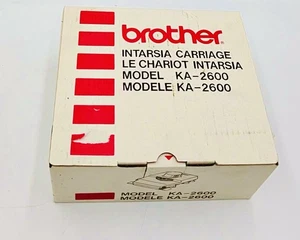 brother
INTARSIA CARRIAGE
LE CHARIOT INTARSIA
MODEL KA-2600
MODELE KA-2600
MODEL KA-2600
MODELE KA-2600